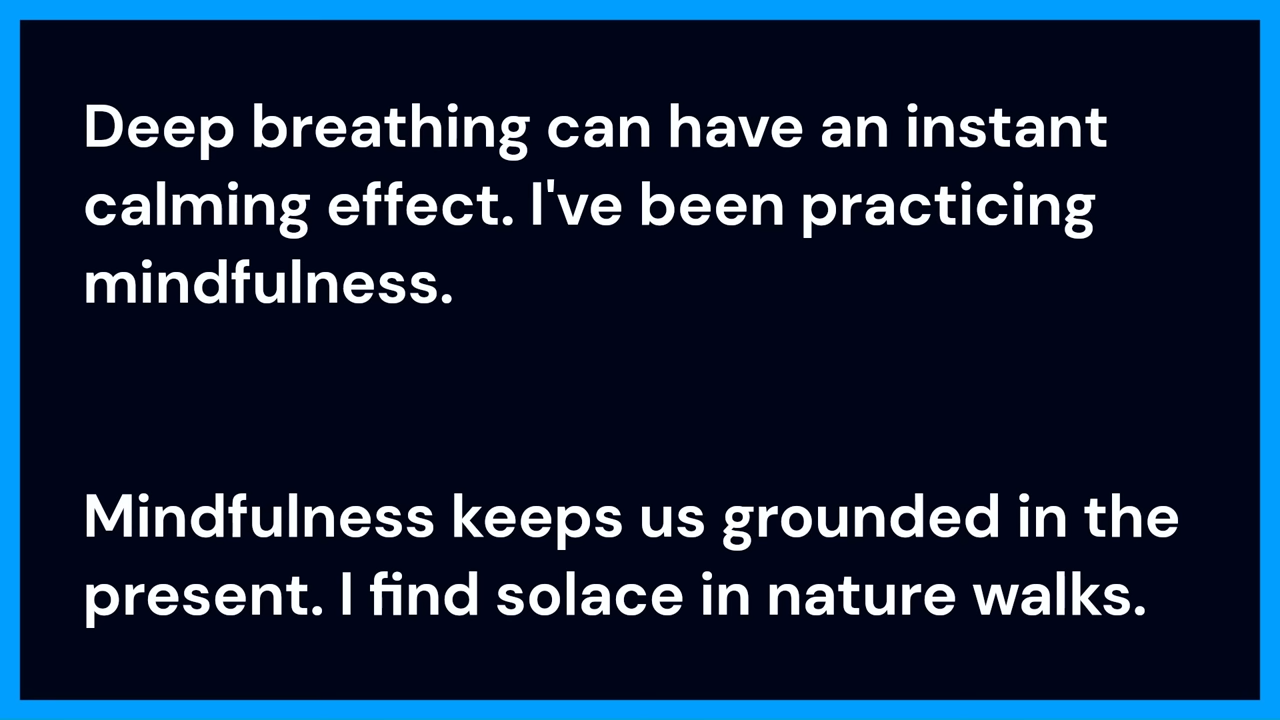 Deep breathing can have an instant
calming effect. I've been practicing
mindfulness.
Mindfulness keeps us grounded in the
present. I find solace in nature walks.